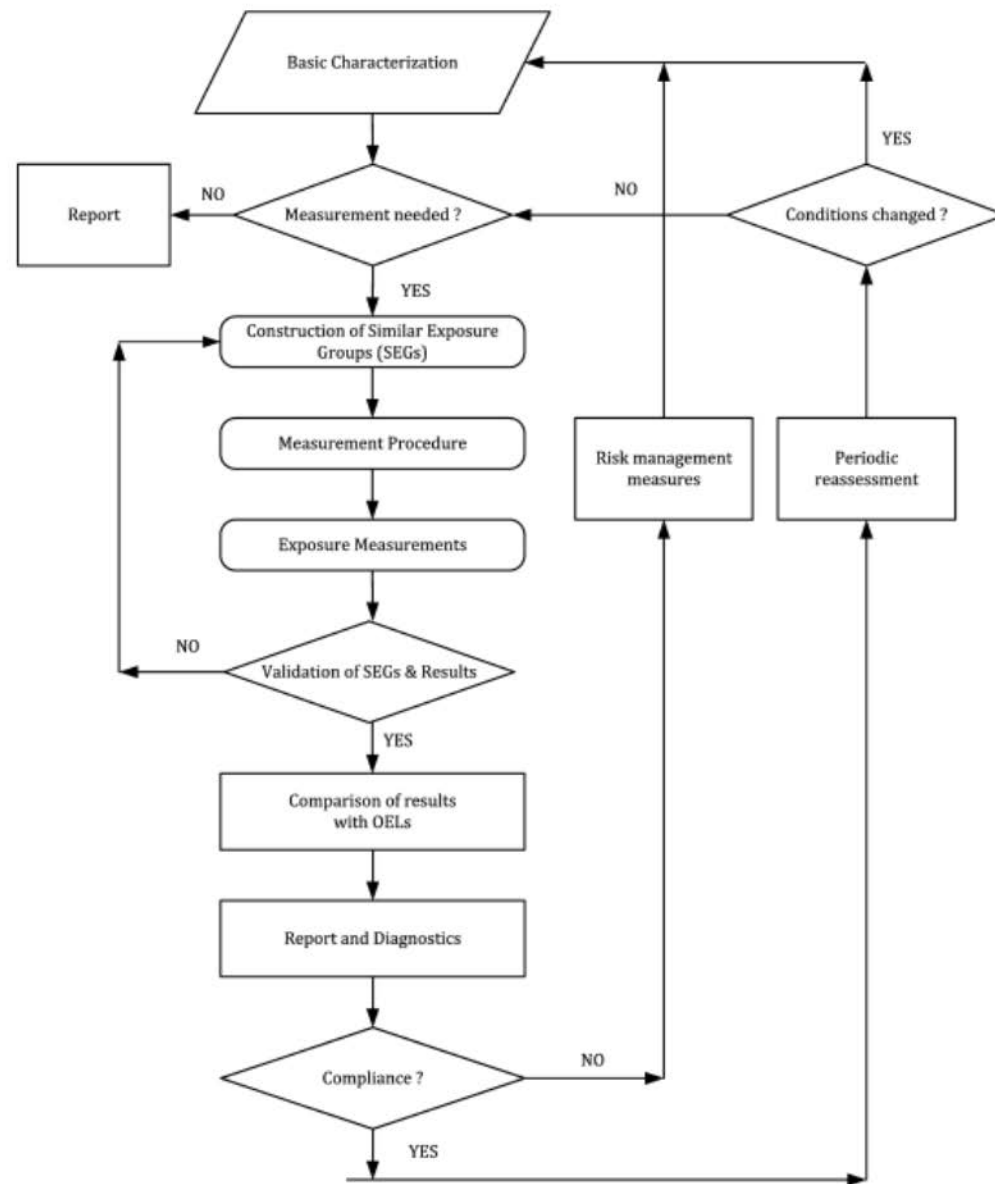 Basic Characterization
YES
NO
NO
Report
Measurement needed ?
Conditions changed ?
YES
Construction of Similar Exposure
Groups (SEGs)
Measurement Procedure
Risk management
measures
Periodic
reassessment
Exposure Measurements
NO
Validation of SEGs & Results
YES
Comparison of results
with OELs
Report and Diagnostics
NO
Compliance ?
YES